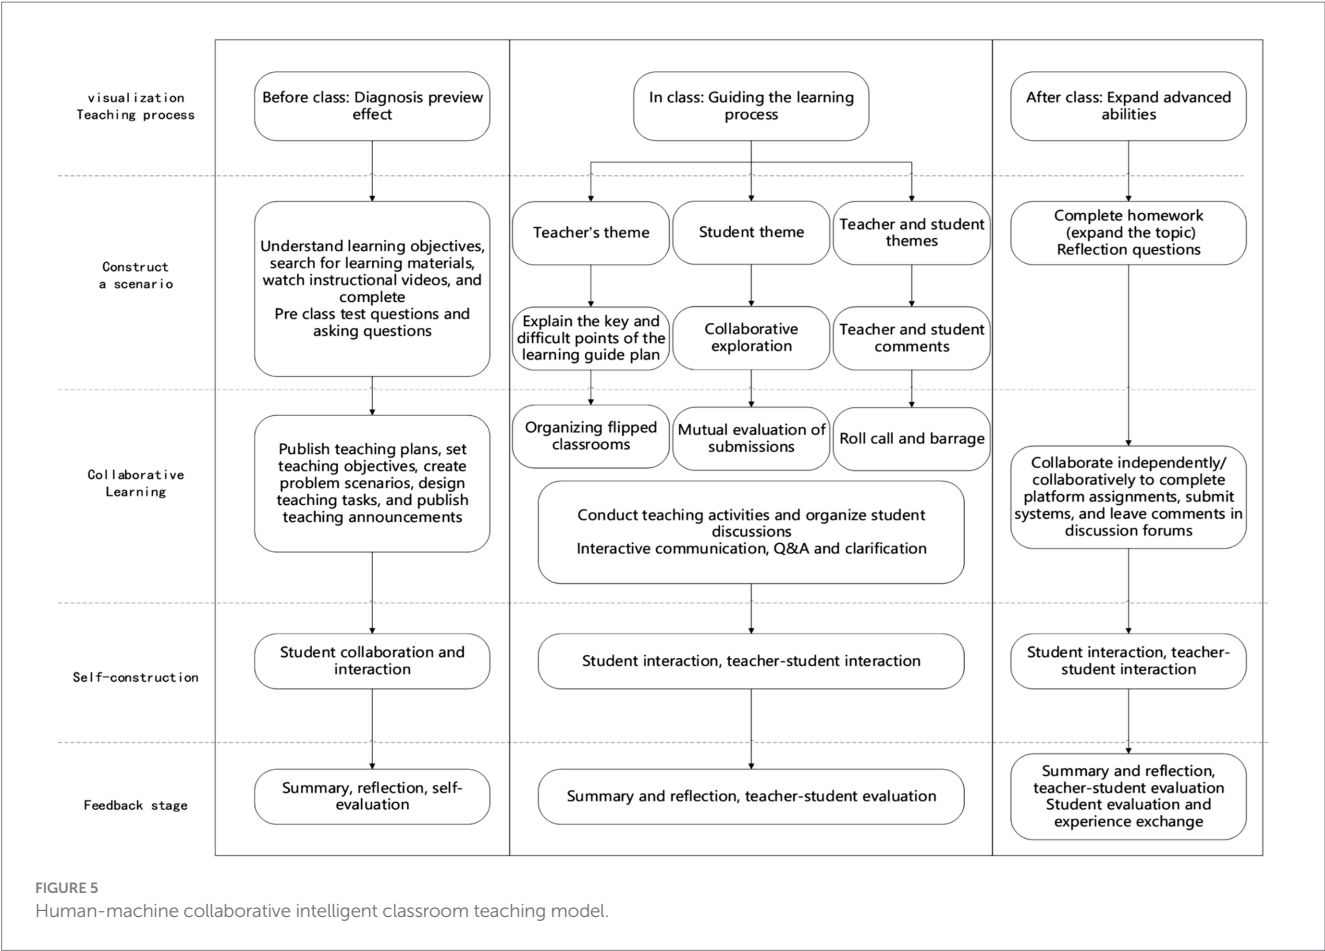 visualization
Teaching process
Before class: Diagnosis preview
effect
In class: Guiding the learning
process
After class: Expand advanced
abilities
Construct
a scenario
Understand learning objectives,
search for learning materials,
watch instructional videos, and
complete
Pre class test questions and
asking questions
Teacher's theme
Student theme
Teacher and student
themes
Complete homework
(expand the topic)
Reflection questions
Explain the key and
difficult points of the
learning guide plan
Collaborative
exploration
Teacher and student
comments
Collaborative
Learning
Publish teaching plans, set
teaching objectives, create
problem scenarios, design
teaching tasks, and publish
teaching announcements
Organizing flipped
classrooms
Mutual evaluation of
submissions
Roll call and barrage
Conduct teaching activities and organize student
discussions
Interactive communication, Q&A and clarification
Collaborate independently/
collaboratively to complete
platform assignments, submit
systems, and leave comments in
discussion forums
Self-construction
Student collaboration and
interaction
Student interaction, teacher-student interaction
Student interaction, teacher-
student interaction
Feedback stage
Summary, reflection, self-
evaluation
Summary and reflection, teacher-student evaluation
Summary and reflection,
teacher-student evaluation
Student evaluation and
experience exchange
FIGURE 5
Human-machine collaborative intelligent classroom teaching model.